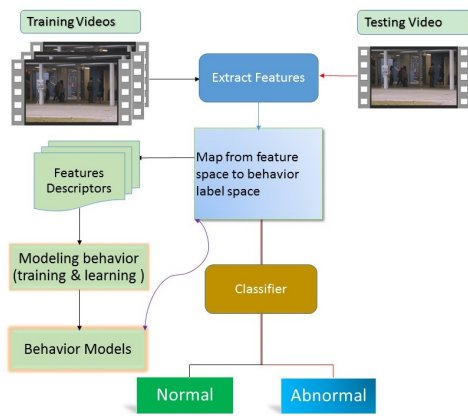 Training Videos
Testing Video
Extract Features
Map from feature
space to behavior
label space
Features
Descriptors
Modeling behavior
(training & learning )
Classifier
Behavior Models
Normal
Abnormal